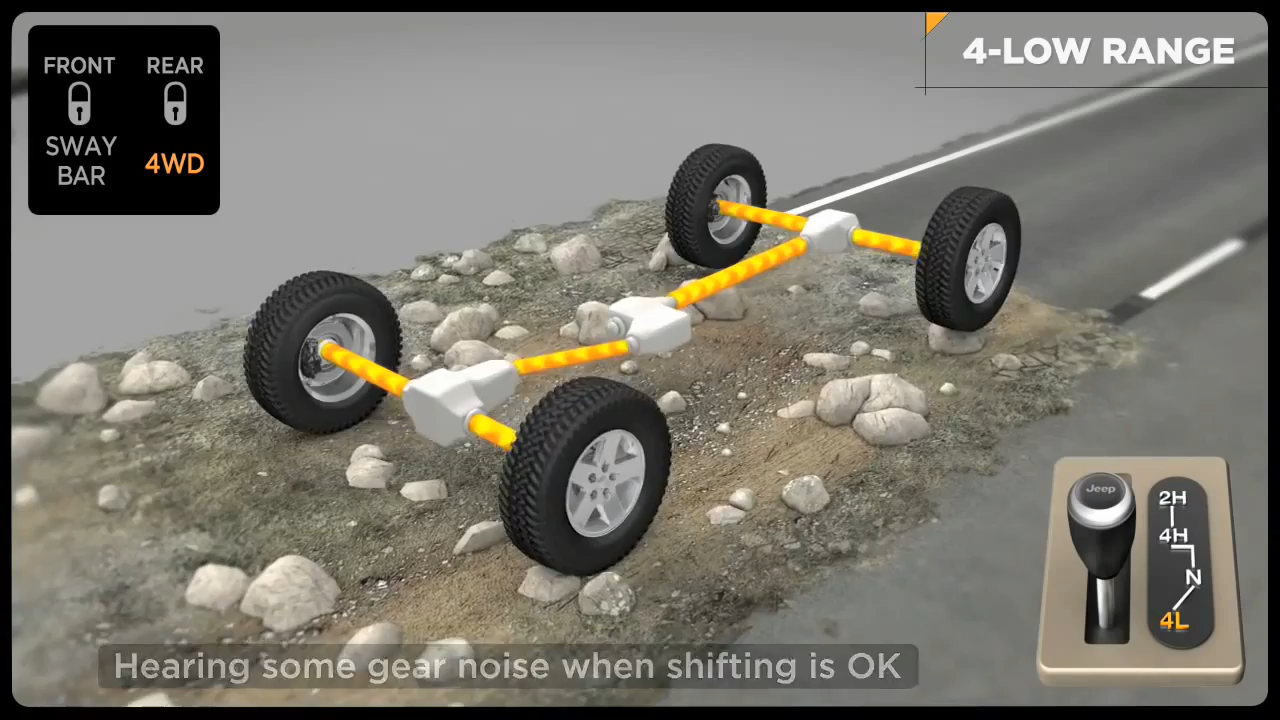 FRONT REAR
SWAY
BAR
4WD
4-LOW RANGE
Jeep
2H
4H
N
4L
Hearing some gear noise when shifting is OK